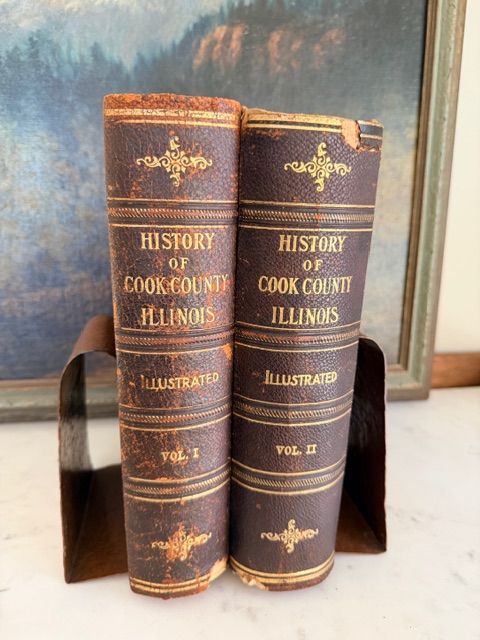 HISTORY
OF
COOK COUNTY
ILLINOIS
ILLUSTRATED
VOL. I
HISTORY
OF
COOK COUNTY
ILLINOIS
ILLUSTRATED
VOL. II